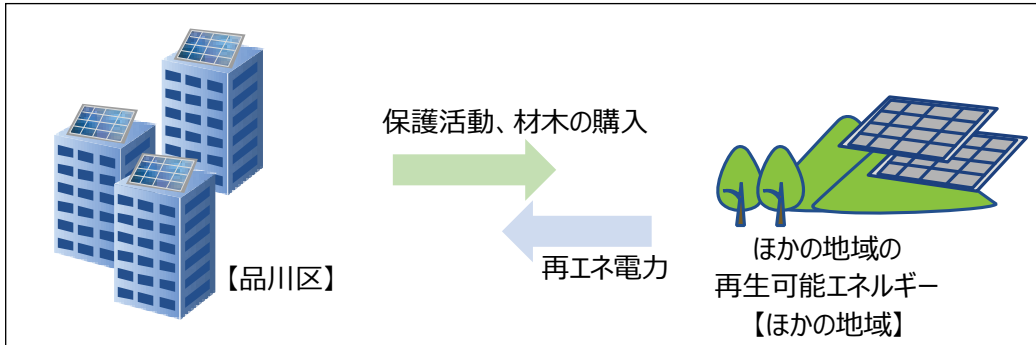 保護活動、材木の購入
再エネ電力
【品川区】
ほかの地域の
再生可能エネルギー
【ほかの地域】